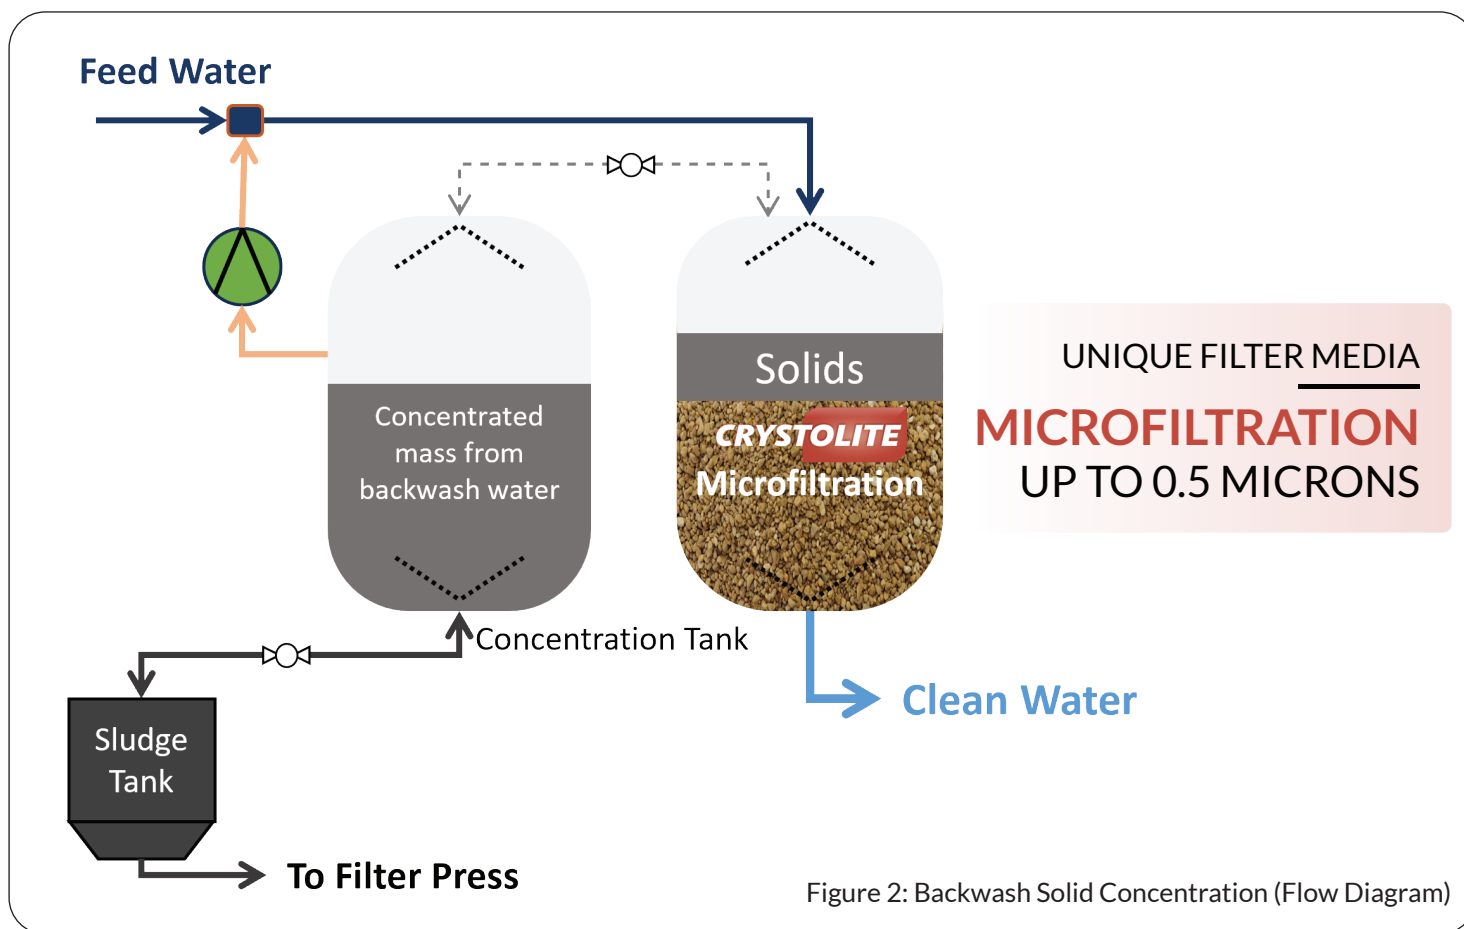 Feed Water
Solids
CRYSTOLITE
Microfiltration
Concentrated
mass from
backwash water
UNIQUE FILTER MEDIA
MICROFILTRATION
UP TO 0.5 MICRONS
Concentration Tank
Clean Water
Sludge
Tank
To Filter Press
Figure 2: Backwash Solid Concentration (Flow Diagram)